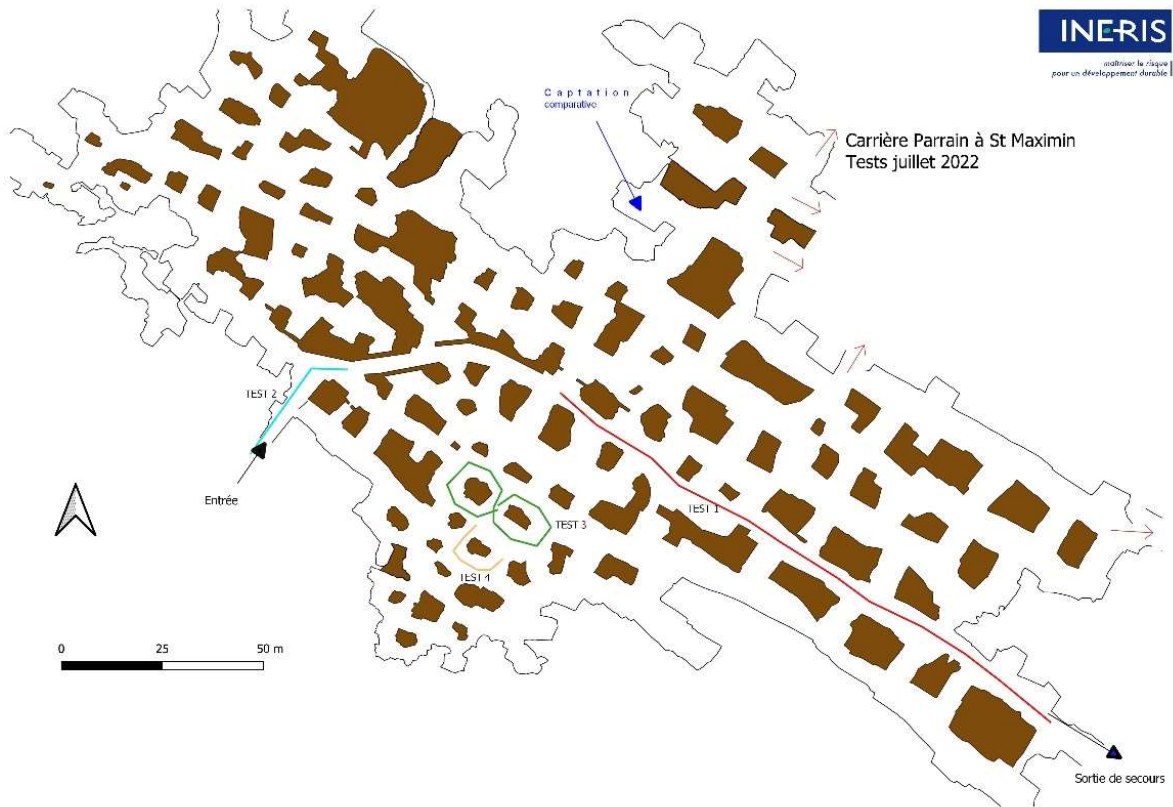 INERIS
maîtriser le risque
pour un développement durable
Captation
comparative
Carrière Parrain à St Maximin
Tests juillet 2022
TEST 2
Entrée
TEST 1
TEST 3
TEST 4
0 25 50 m
Sortie de secours